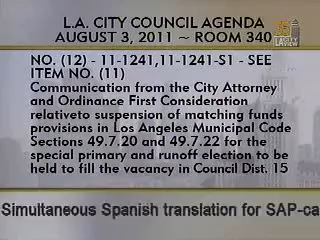 L.A. CITY COUNCIL AGENDA
AUGUST 3, 2011 ~ ROOM 340
35
LA CITYVIEW
NO. (12) - 11-1241,11-1241-S1 - SEE
ITEM NO. (11)
Communication from the City Attorney
and Ordinance First Consideration
relativeto suspension of matching funds
provisions in Los Angeles Municipal Code
Sections 49.7.20 and 49.7.22 for the
special primary and runoff election to be
held to fill the vacancy in Council Dist. 15
Simultaneous Spanish translation for SAP-ca